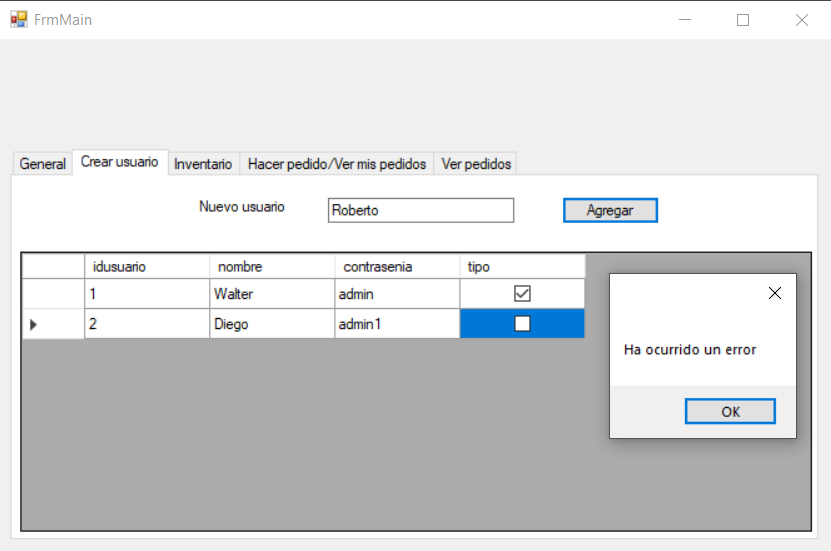 FrmMain
General Crear usuario Inventario Hacer pedido/Ver mis pedidos Ver pedidos
Nuevo usuario Roberto Agregar
idusuario nombre contrasenia tipo
1 Walter admin
2 Diego admin1
Ha ocurrido un error
OK